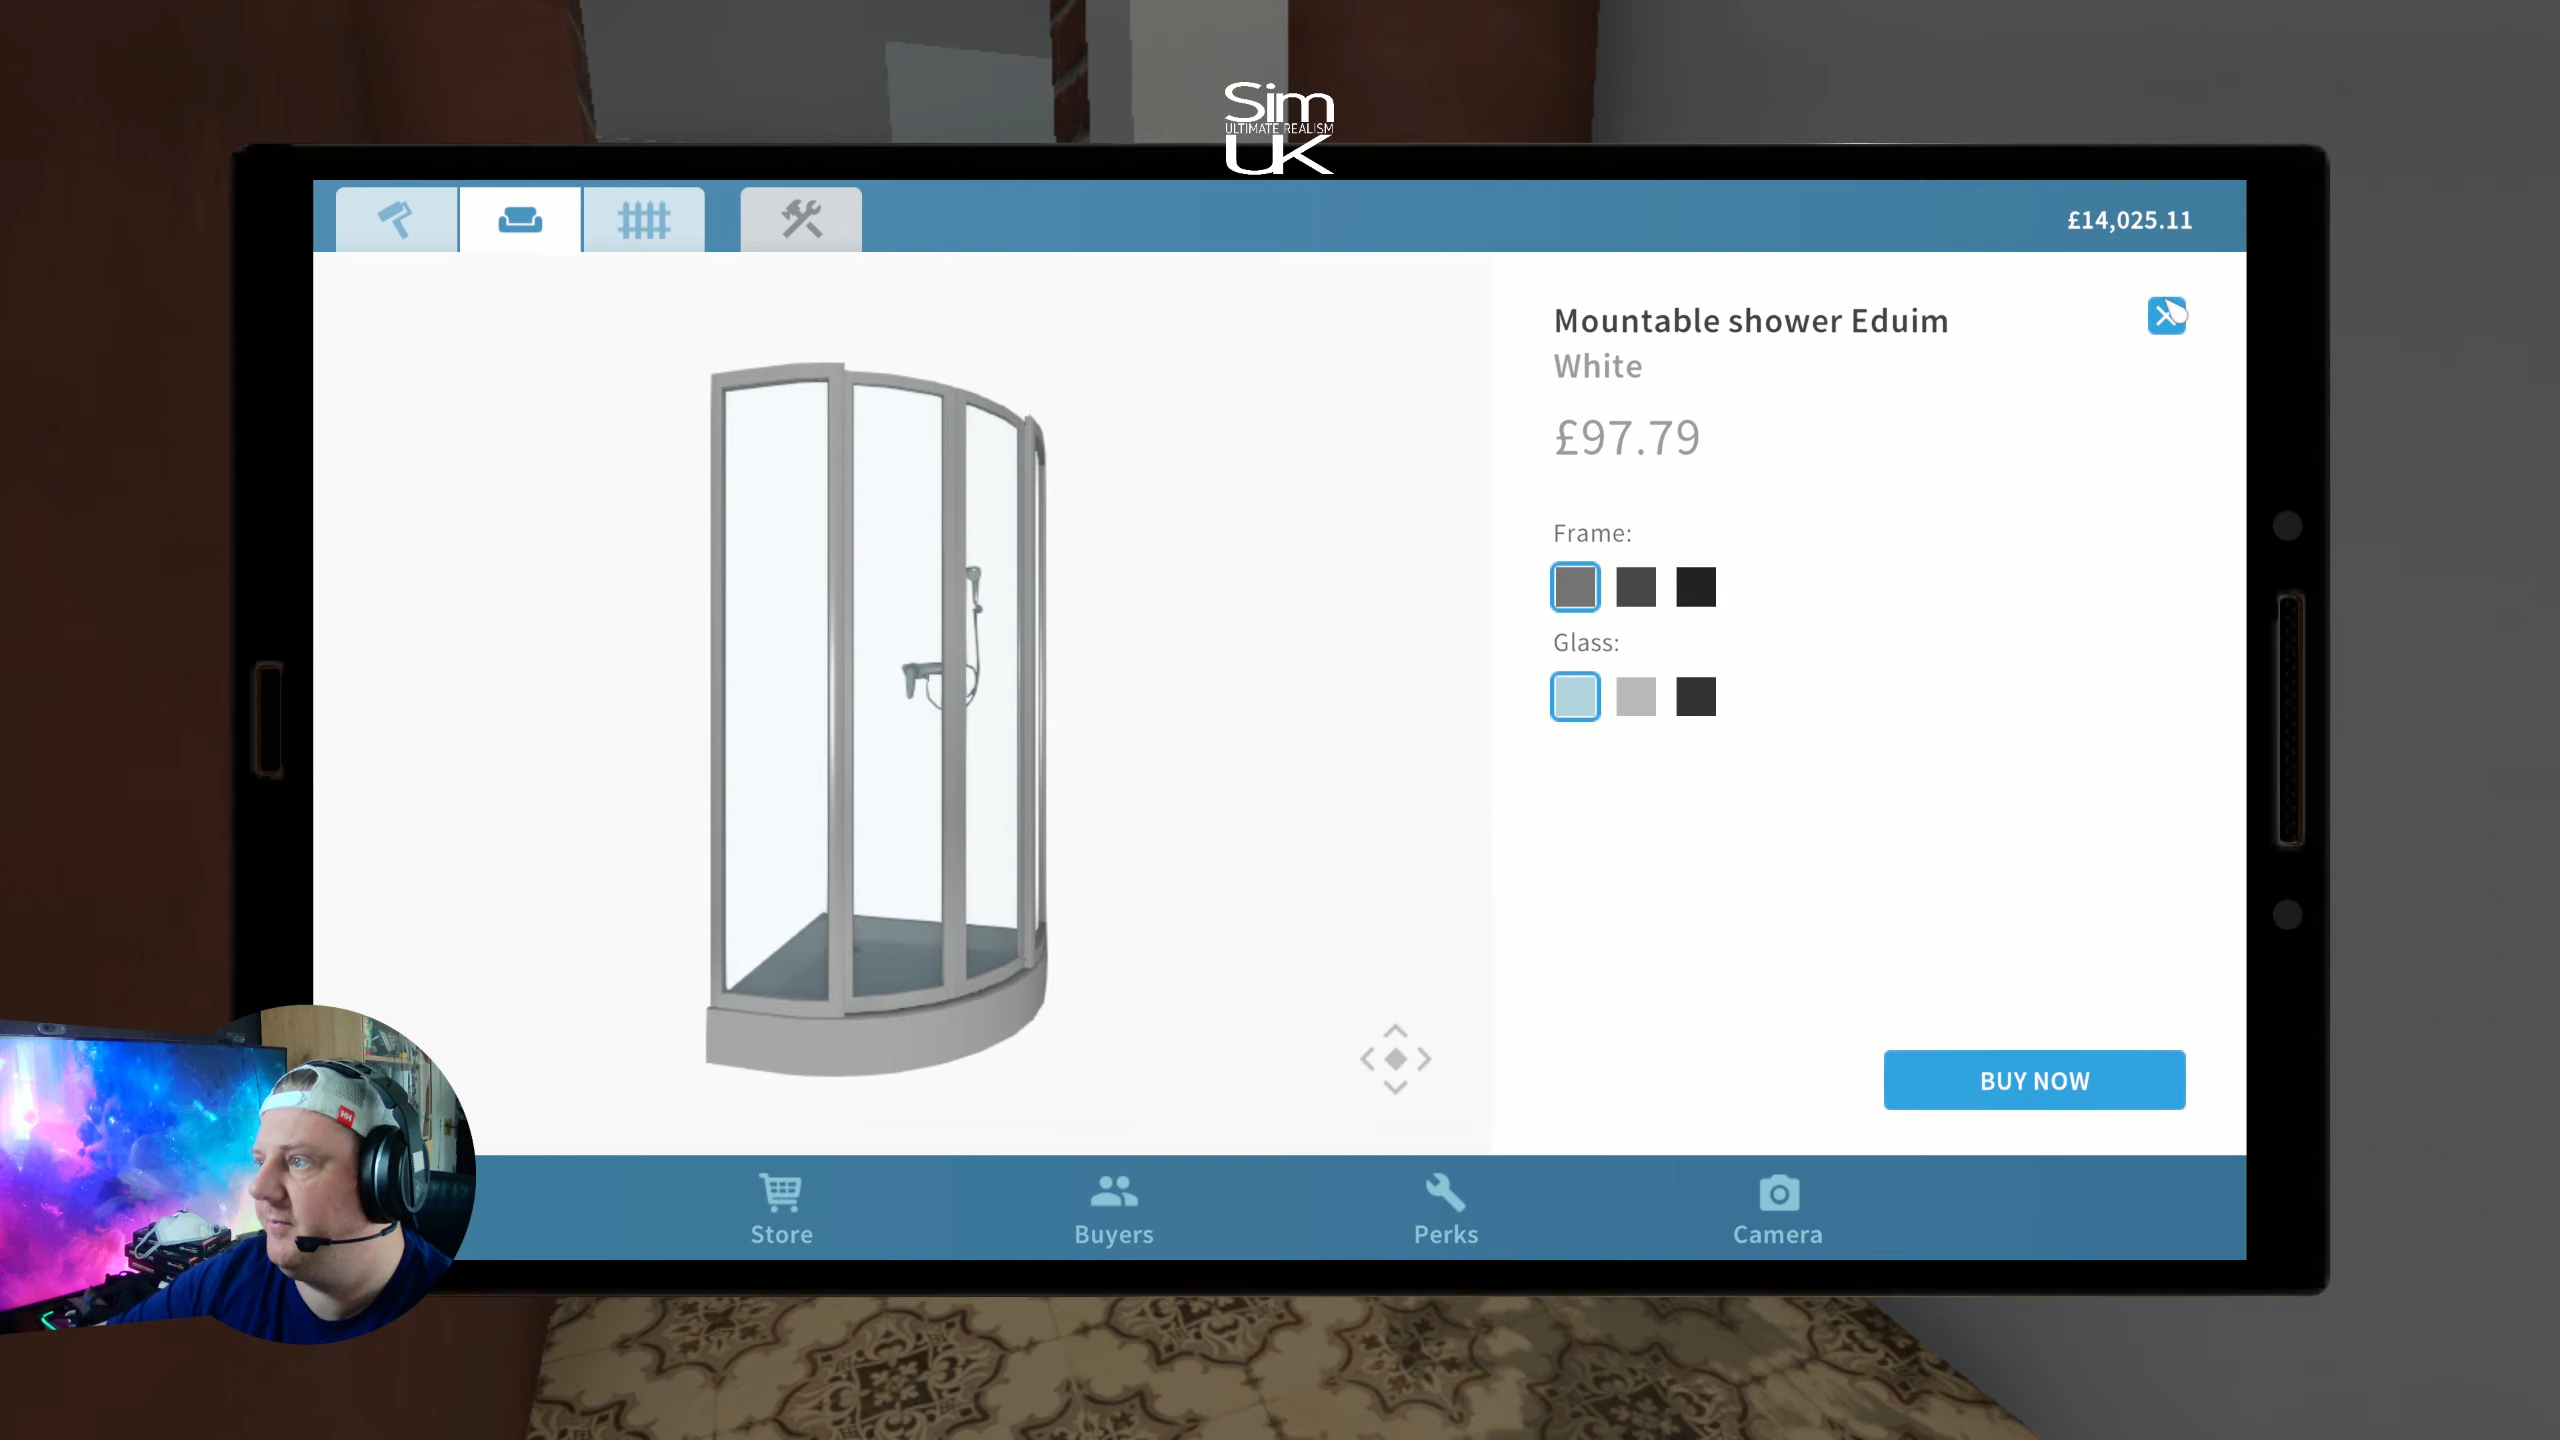 Sim
ULTIMATE REALISM
UK
£14,025.11
Mountable shower Eduim
White
£97.79
Frame:
Glass:
BUY NOW
Store
Buyers
Perks
Camera
HH